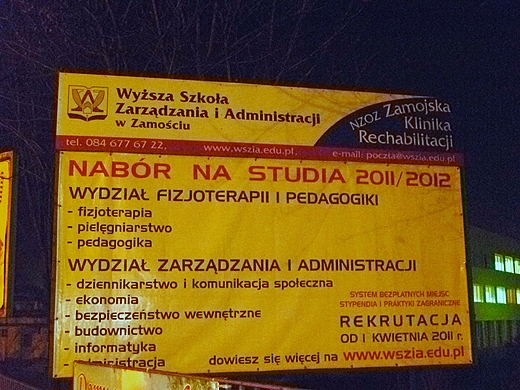 Wyższa Szkoła
Zarządzania i Administracji
w Zamościu
NZOZ Zamojska
Klinika
Rechabilitacji
tel. 084 677 67 22, www.wszia.edu.pl, e-mail: poczta@wszia.edu.pl
NABÓR NA STUDIA 2011/2012
WYDZIAŁ FIZJOTERAPII I PEDAGOGIKI
- fizjoterapia
- pielęgniarstwo
- pedagogika
WYDZIAŁ ZARZĄDZANIA I ADMINISTRACJI
- dziennikarstwo i komunikacja społeczna
- ekonomia
- bezpieczeństwo wewnętrzne
- budownictwo
- informatyka
- administracja
SYSTEM BEZPŁATNYCH MIEJSC
STYPENDIA I PRAKTYKI ZAGRANICZNE
REKRUTACJA
OD 1 KWIETNIA 2011 r.
dowiesz się więcej na www.wszia.edu.pl